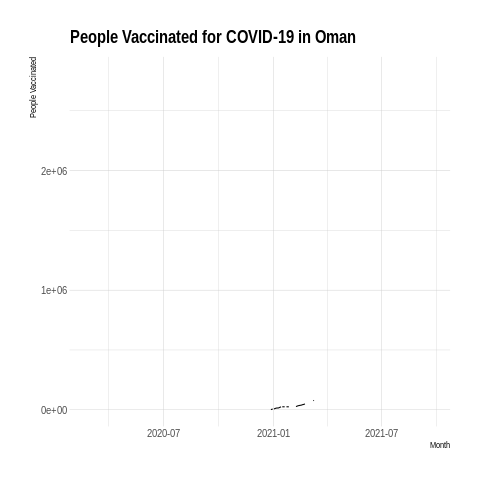 People Vaccinated for COVID-19 in Oman
People Vaccinated
2e+06
1e+06
0e+00
2020-07 2021-01 2021-07
Month